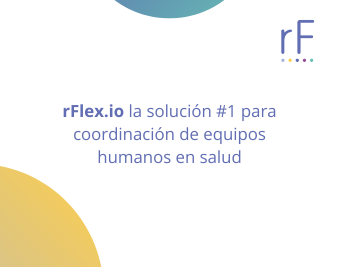 rF
rFlex.io la solución #1 para
coordinación de equipos
humanos en salud